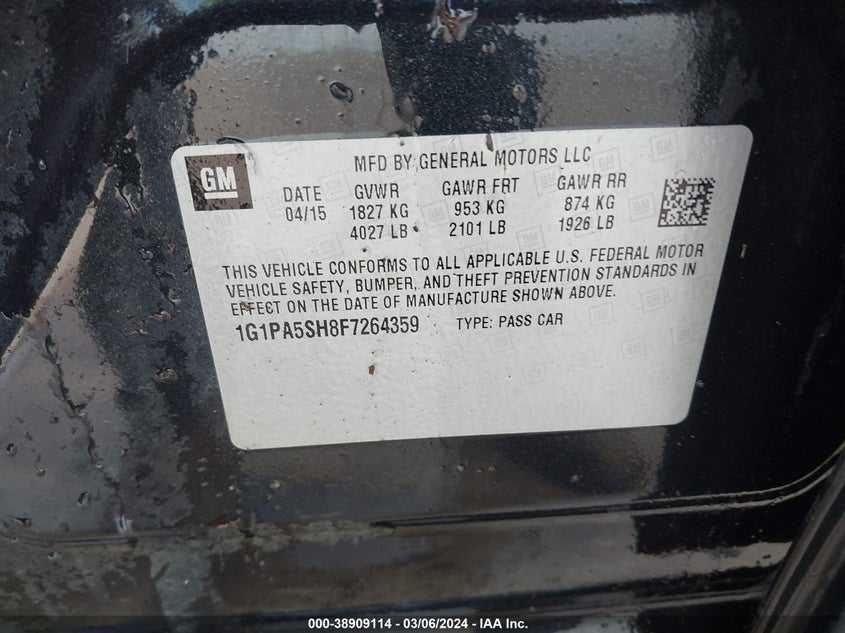 GM
MFD BY GENERAL MOTORS LLC
DATE GVWR GAWR FRT GAWR RR
04/15 1827 KG 953 KG 874 KG
4027 LB 2101 LB 1926 LB
THIS VEHICLE CONFORMS TO ALL APPLICABLE U.S. FEDERAL MOTOR
VEHICLE SAFETY, BUMPER, AND THEFT PREVENTION STANDARDS IN
EFFECT ON THE DATE OF MANUFACTURE SHOWN ABOVE.
1G1PA5SH8F7264359 TYPE: PASS CAR
000-38909114 - 03/06/2024 - IAA Inc.